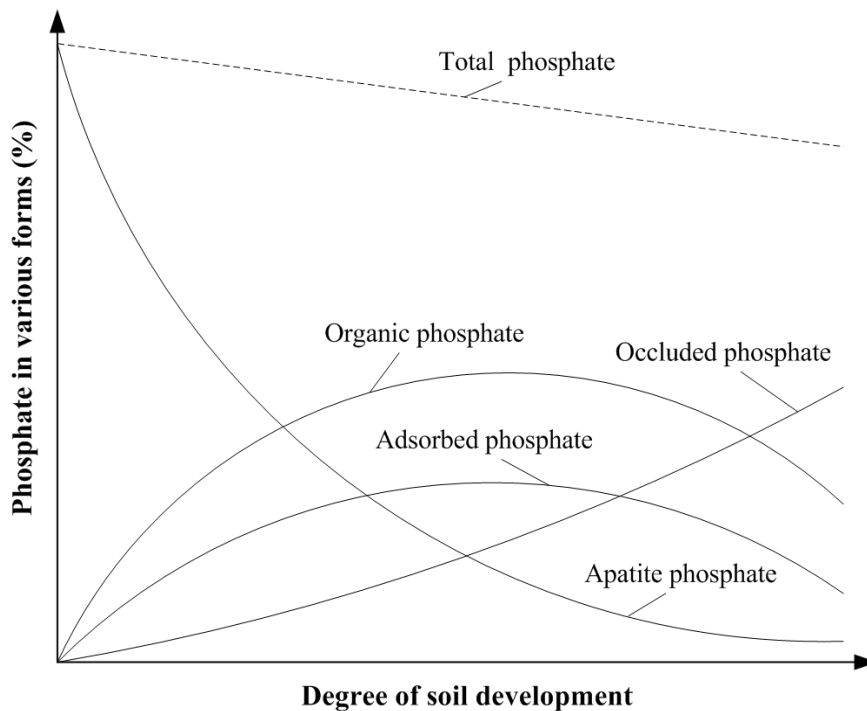 Total phosphate
Organic phosphate
Occluded phosphate
Adsorbed phosphate
Apatite phosphate
Phosphate in various forms (%)
Degree of soil development